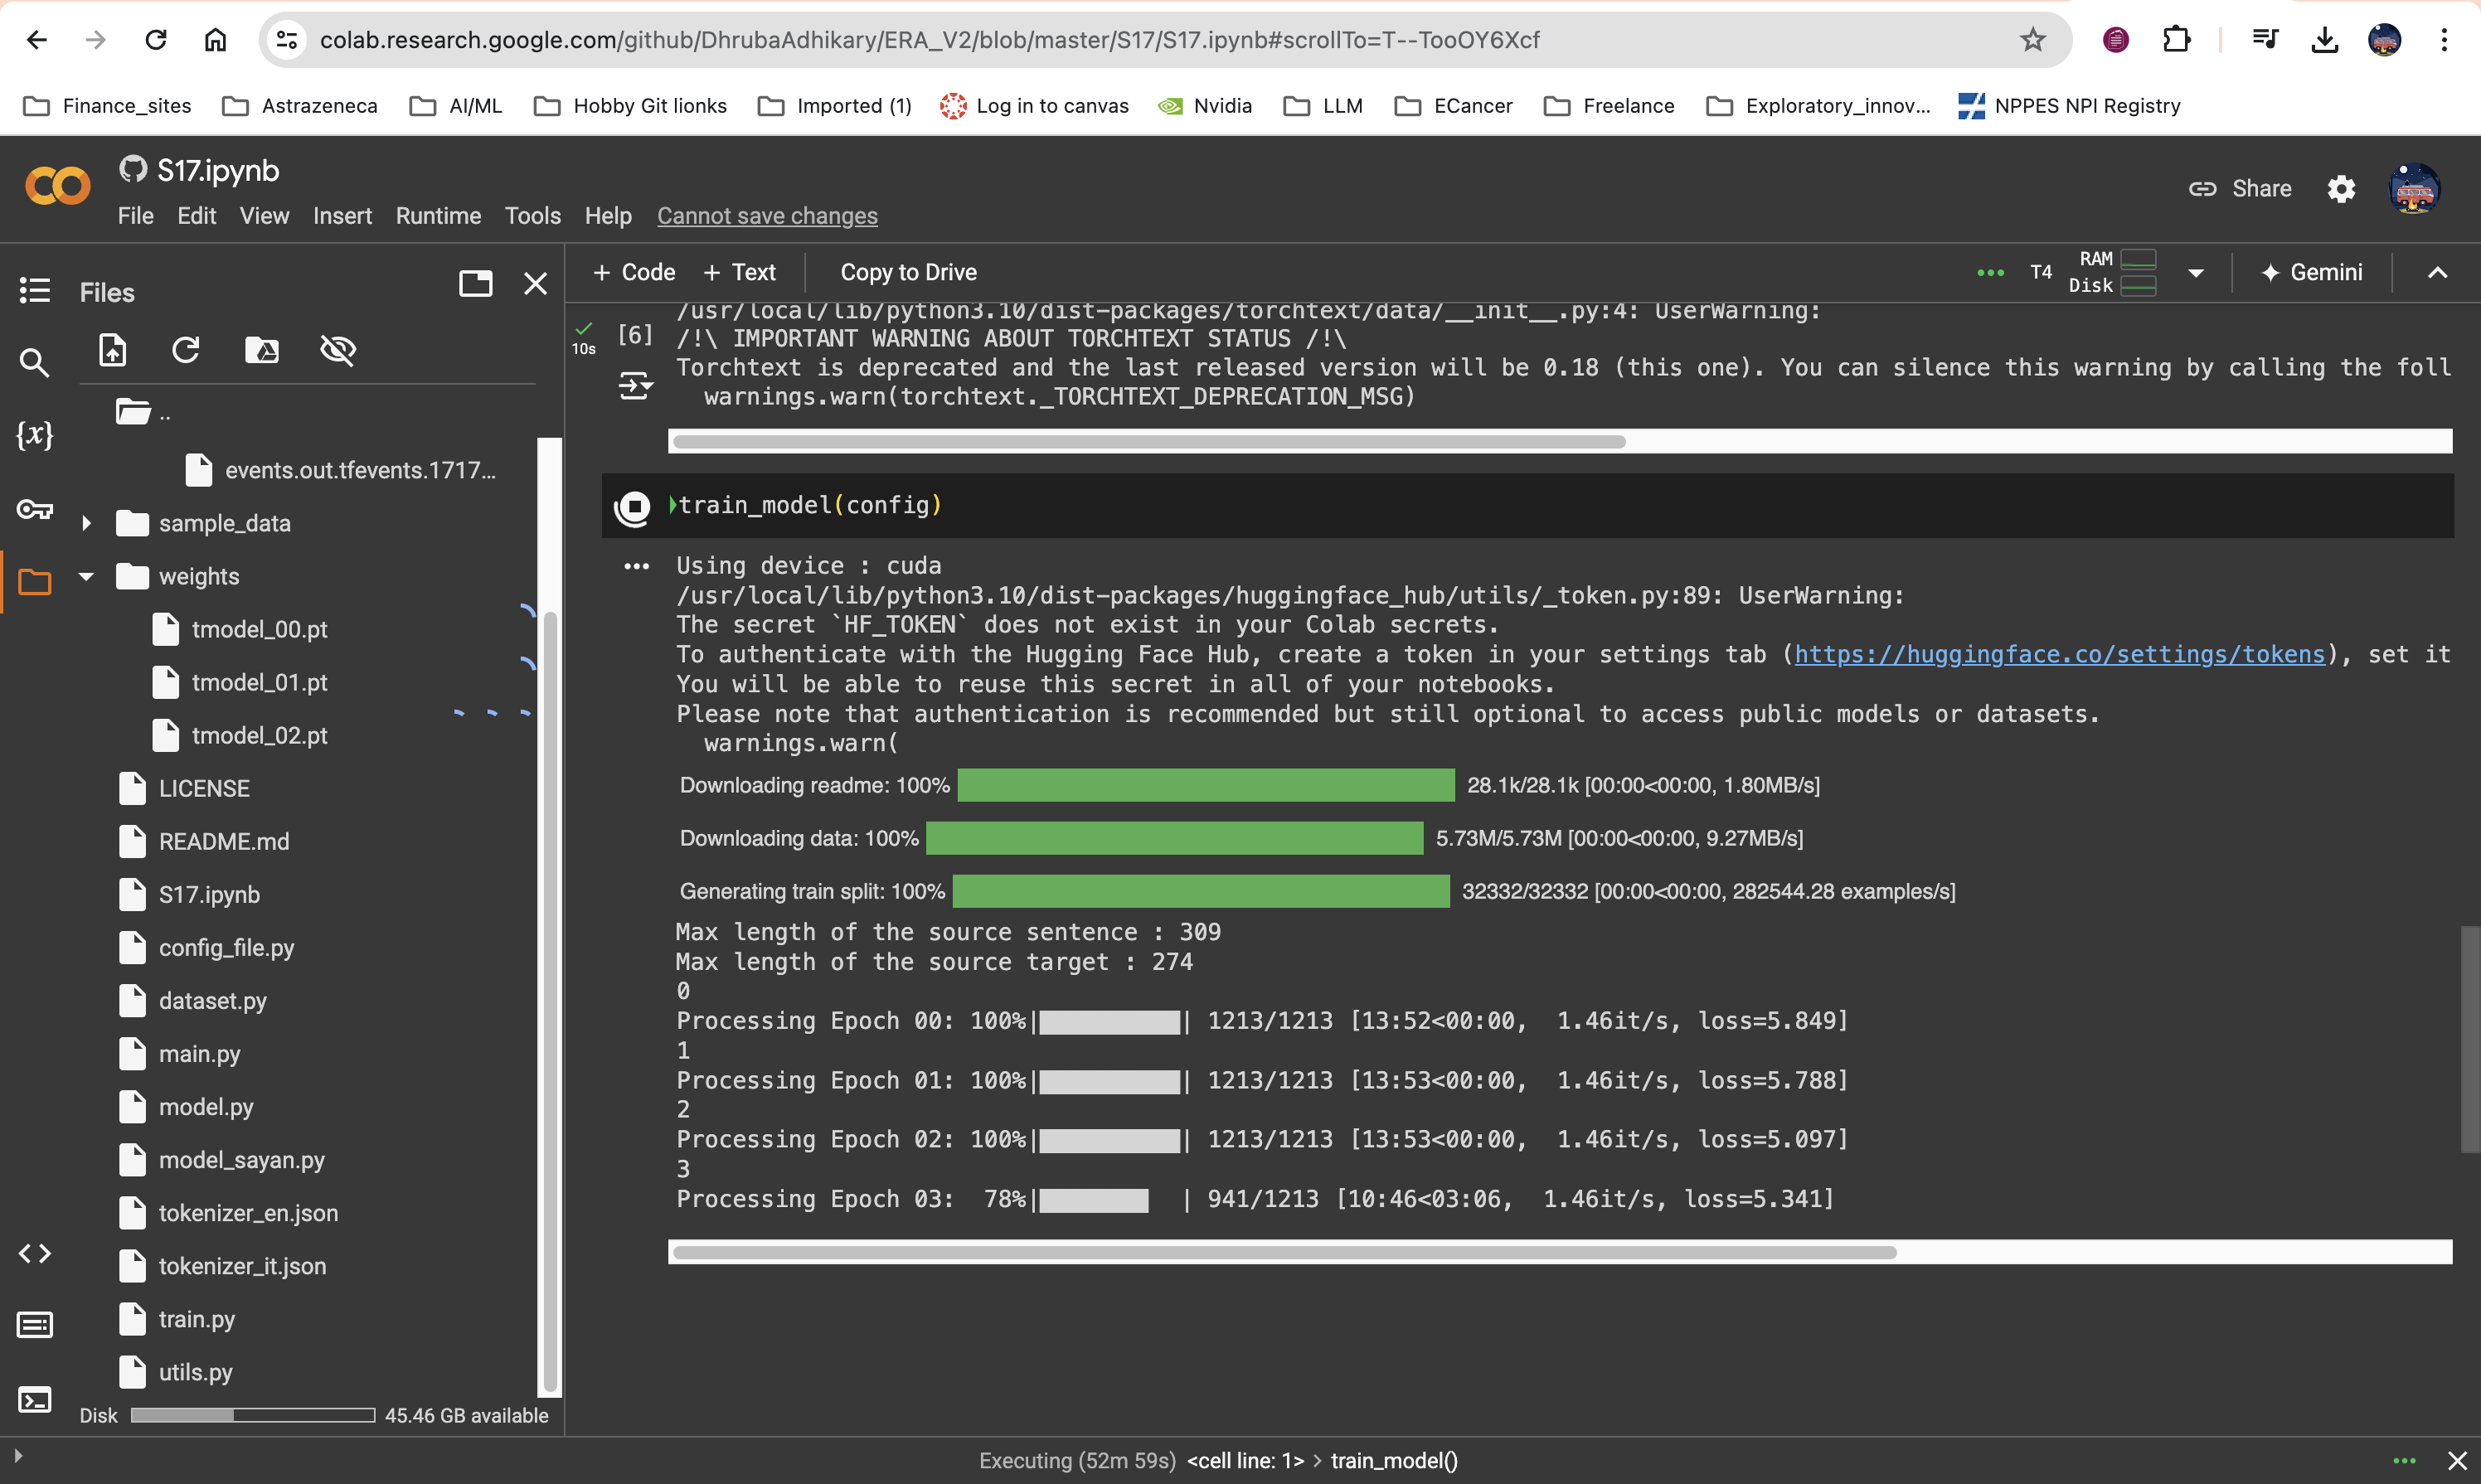 colab.research.google.com/github/DhrubaAdhikary/ERA_V2/blob/master/S17/S17.ipynb#scrollTo=T--TooOY6Xcf
Finance_sites Astrazeneca AI/ML Hobby Git lionks Imported (1) Log in to canvas Nvidia LLM ECancer Freelance Exploratory_innov... NPPES NPI Registry
S17.ipynb
Share
File Edit View Insert Runtime Tools Help Cannot save changes
Files
+ Code + Text Copy to Drive
T4 RAM Disk Gemini
..
events.out.tfevents.1717...
sample_data
weights
tmodel_00.pt
tmodel_01.pt
tmodel_02.pt
LICENSE
README.md
S17.ipynb
config_file.py
dataset.py
main.py
model.py
model_sayan.py
tokenizer_en.json
tokenizer_it.json
train.py
utils.py
Disk 45.46 GB available
{x}
10s
[6]
/usr/local/lib/python3.10/dist-packages/torchtext/data/__init__.py:4: UserWarning:
/!\ IMPORTANT WARNING ABOUT TORCHTEXT STATUS /!\
Torchtext is deprecated and the last released version will be 0.18 (this one). You can silence this warning by calling the foll
warnings.warn(torchtext._TORCHTEXT_DEPRECATION_MSG)
train_model(config)
Using device : cuda
/usr/local/lib/python3.10/dist-packages/huggingface_hub/utils/_token.py:89: UserWarning:
The secret `HF_TOKEN` does not exist in your Colab secrets.
To authenticate with the Hugging Face Hub, create a token in your settings tab (https://huggingface.co/settings/tokens), set it
You will be able to reuse this secret in all of your notebooks.
Please note that authentication is recommended but still optional to access public models or datasets.
warnings.warn(
Downloading readme: 100% 28.1k/28.1k [00:00<00:00, 1.80MB/s]
Downloading data: 100% 5.73M/5.73M [00:00<00:00, 9.27MB/s]
Generating train split: 100% 32332/32332 [00:00<00:00, 282544.28 examples/s]
Max length of the source sentence : 309
Max length of the source target : 274
0
Processing Epoch 00: 100%| | 1213/1213 [13:52<00:00, 1.46it/s, loss=5.849]
1
Processing Epoch 01: 100%| | 1213/1213 [13:53<00:00, 1.46it/s, loss=5.788]
2
Processing Epoch 02: 100%| | 1213/1213 [13:53<00:00, 1.46it/s, loss=5.097]
3
Processing Epoch 03: 78%| | 941/1213 [10:46<03:06, 1.46it/s, loss=5.341]
Executing (52m 59s) <cell line: 1> > train_model()